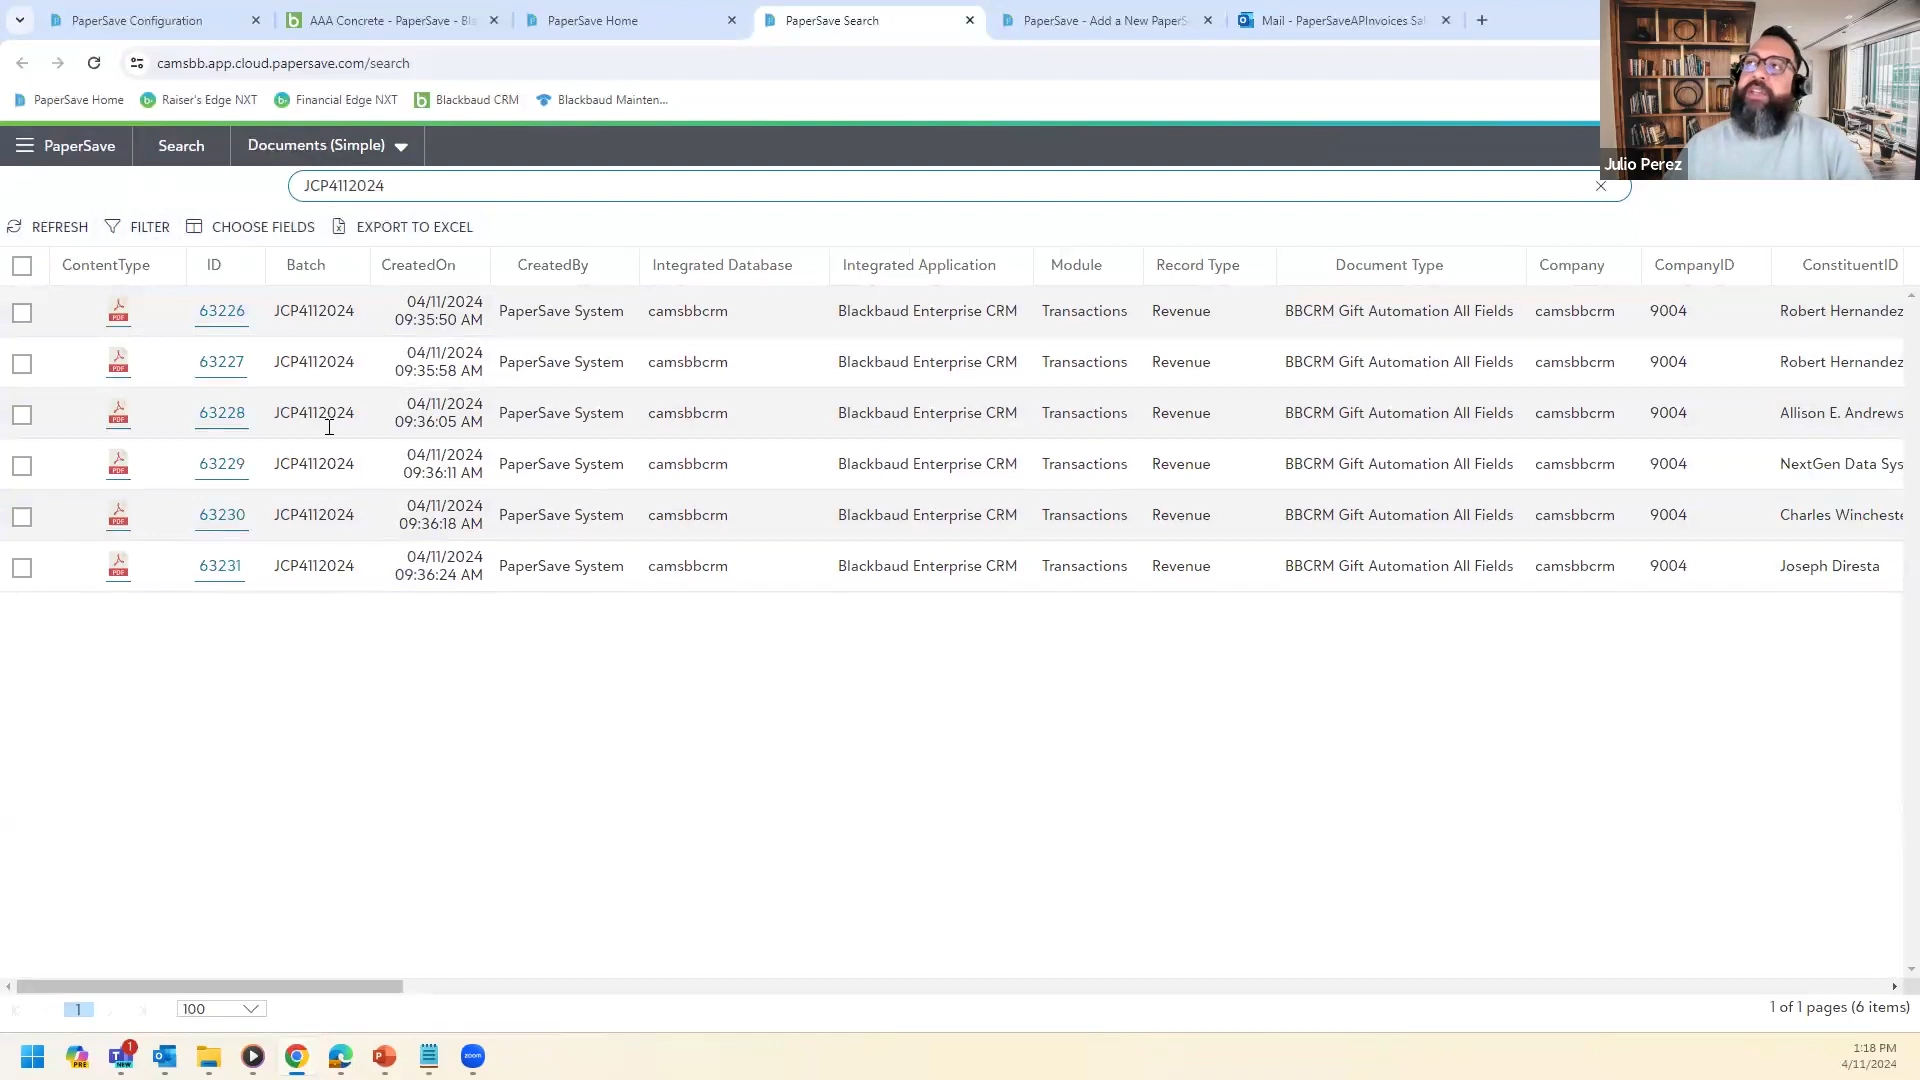 PaperSave Configuration
AAA Concrete - PaperSave - Bla
PaperSave Home
PaperSave Search
PaperSave - Add a New PaperS
Mail - PaperSaveAPInvoices Sal
camsbb.app.cloud.papersave.com/search
PaperSave Home Raiser's Edge NXT Financial Edge NXT Blackbaud CRM Blackbaud Mainten...
PaperSave Search Documents (Simple)
Julio Perez
JCP4112024
REFRESH FILTER CHOOSE FIELDS EXPORT TO EXCEL
ContentType ID Batch CreatedOn CreatedBy Integrated Database Integrated Application Module Record Type Document Type Company CompanyID ConstituentID
PDF 63226 JCP4112024 04/11/2024 09:35:50 AM PaperSave System camsbbcrm Blackbaud Enterprise CRM Transactions Revenue BBCRM Gift Automation All Fields camsbbcrm 9004 Robert Hernandez
PDF 63227 JCP4112024 04/11/2024 09:35:58 AM PaperSave System camsbbcrm Blackbaud Enterprise CRM Transactions Revenue BBCRM Gift Automation All Fields camsbbcrm 9004 Robert Hernandez
PDF 63228 JCP4112024 04/11/2024 09:36:05 AM PaperSave System camsbbcrm Blackbaud Enterprise CRM Transactions Revenue BBCRM Gift Automation All Fields camsbbcrm 9004 Allison E. Andrews
PDF 63229 JCP4112024 04/11/2024 09:36:11 AM PaperSave System camsbbcrm Blackbaud Enterprise CRM Transactions Revenue BBCRM Gift Automation All Fields camsbbcrm 9004 NextGen Data Sys
PDF 63230 JCP4112024 04/11/2024 09:36:18 AM PaperSave System camsbbcrm Blackbaud Enterprise CRM Transactions Revenue BBCRM Gift Automation All Fields camsbbcrm 9004 Charles Wincheste
PDF 63231 JCP4112024 04/11/2024 09:36:24 AM PaperSave System camsbbcrm Blackbaud Enterprise CRM Transactions Revenue BBCRM Gift Automation All Fields camsbbcrm 9004 Joseph Diresta
1 100 1 of 1 pages (6 items)
PRE NEW 1 zoom
1:18 PM
4/11/2024